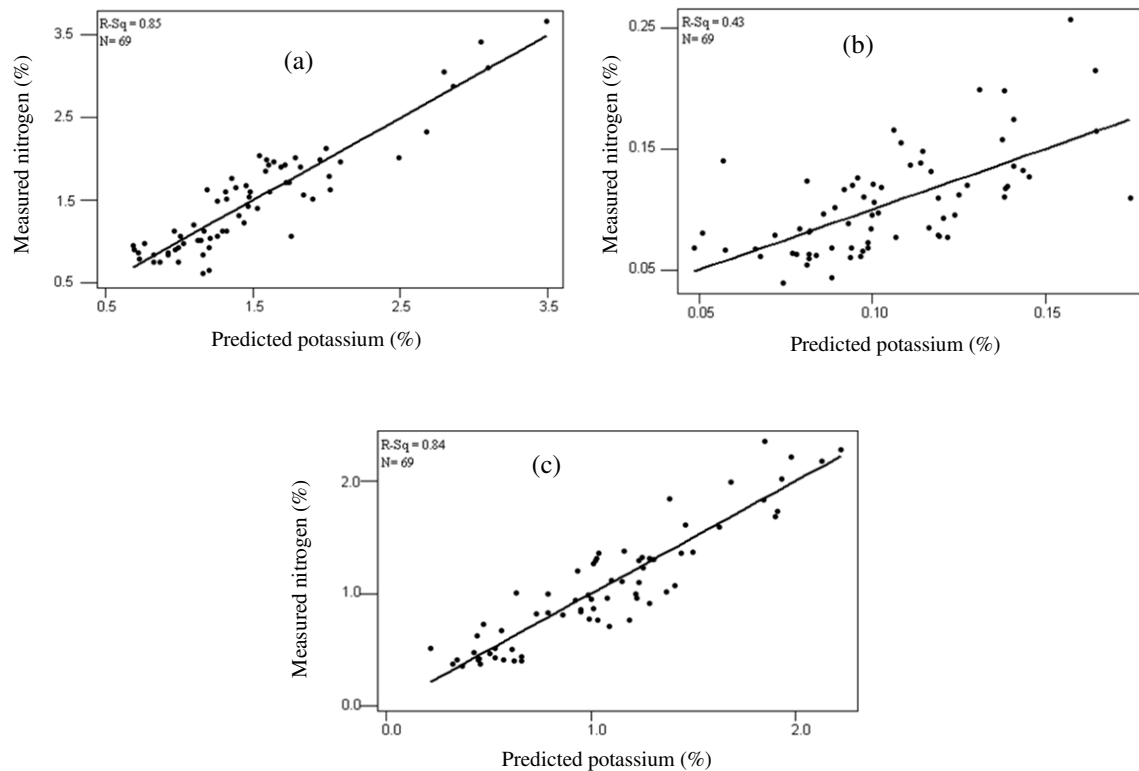 R-Sq = 0.85
N= 69
(a)
Measured nitrogen (%)
3.5
2.5
1.5
0.5
0.5 1.5 2.5 3.5
Predicted potassium (%)
R-Sq = 0.43
N= 69
(b)
Measured nitrogen (%)
0.25
0.15
0.05
0.05 0.10 0.15
Predicted potassium (%)
R-Sq = 0.84
N= 69
(c)
Measured nitrogen (%)
2.0
1.0
0.0
0.0 1.0 2.0
Predicted potassium (%)